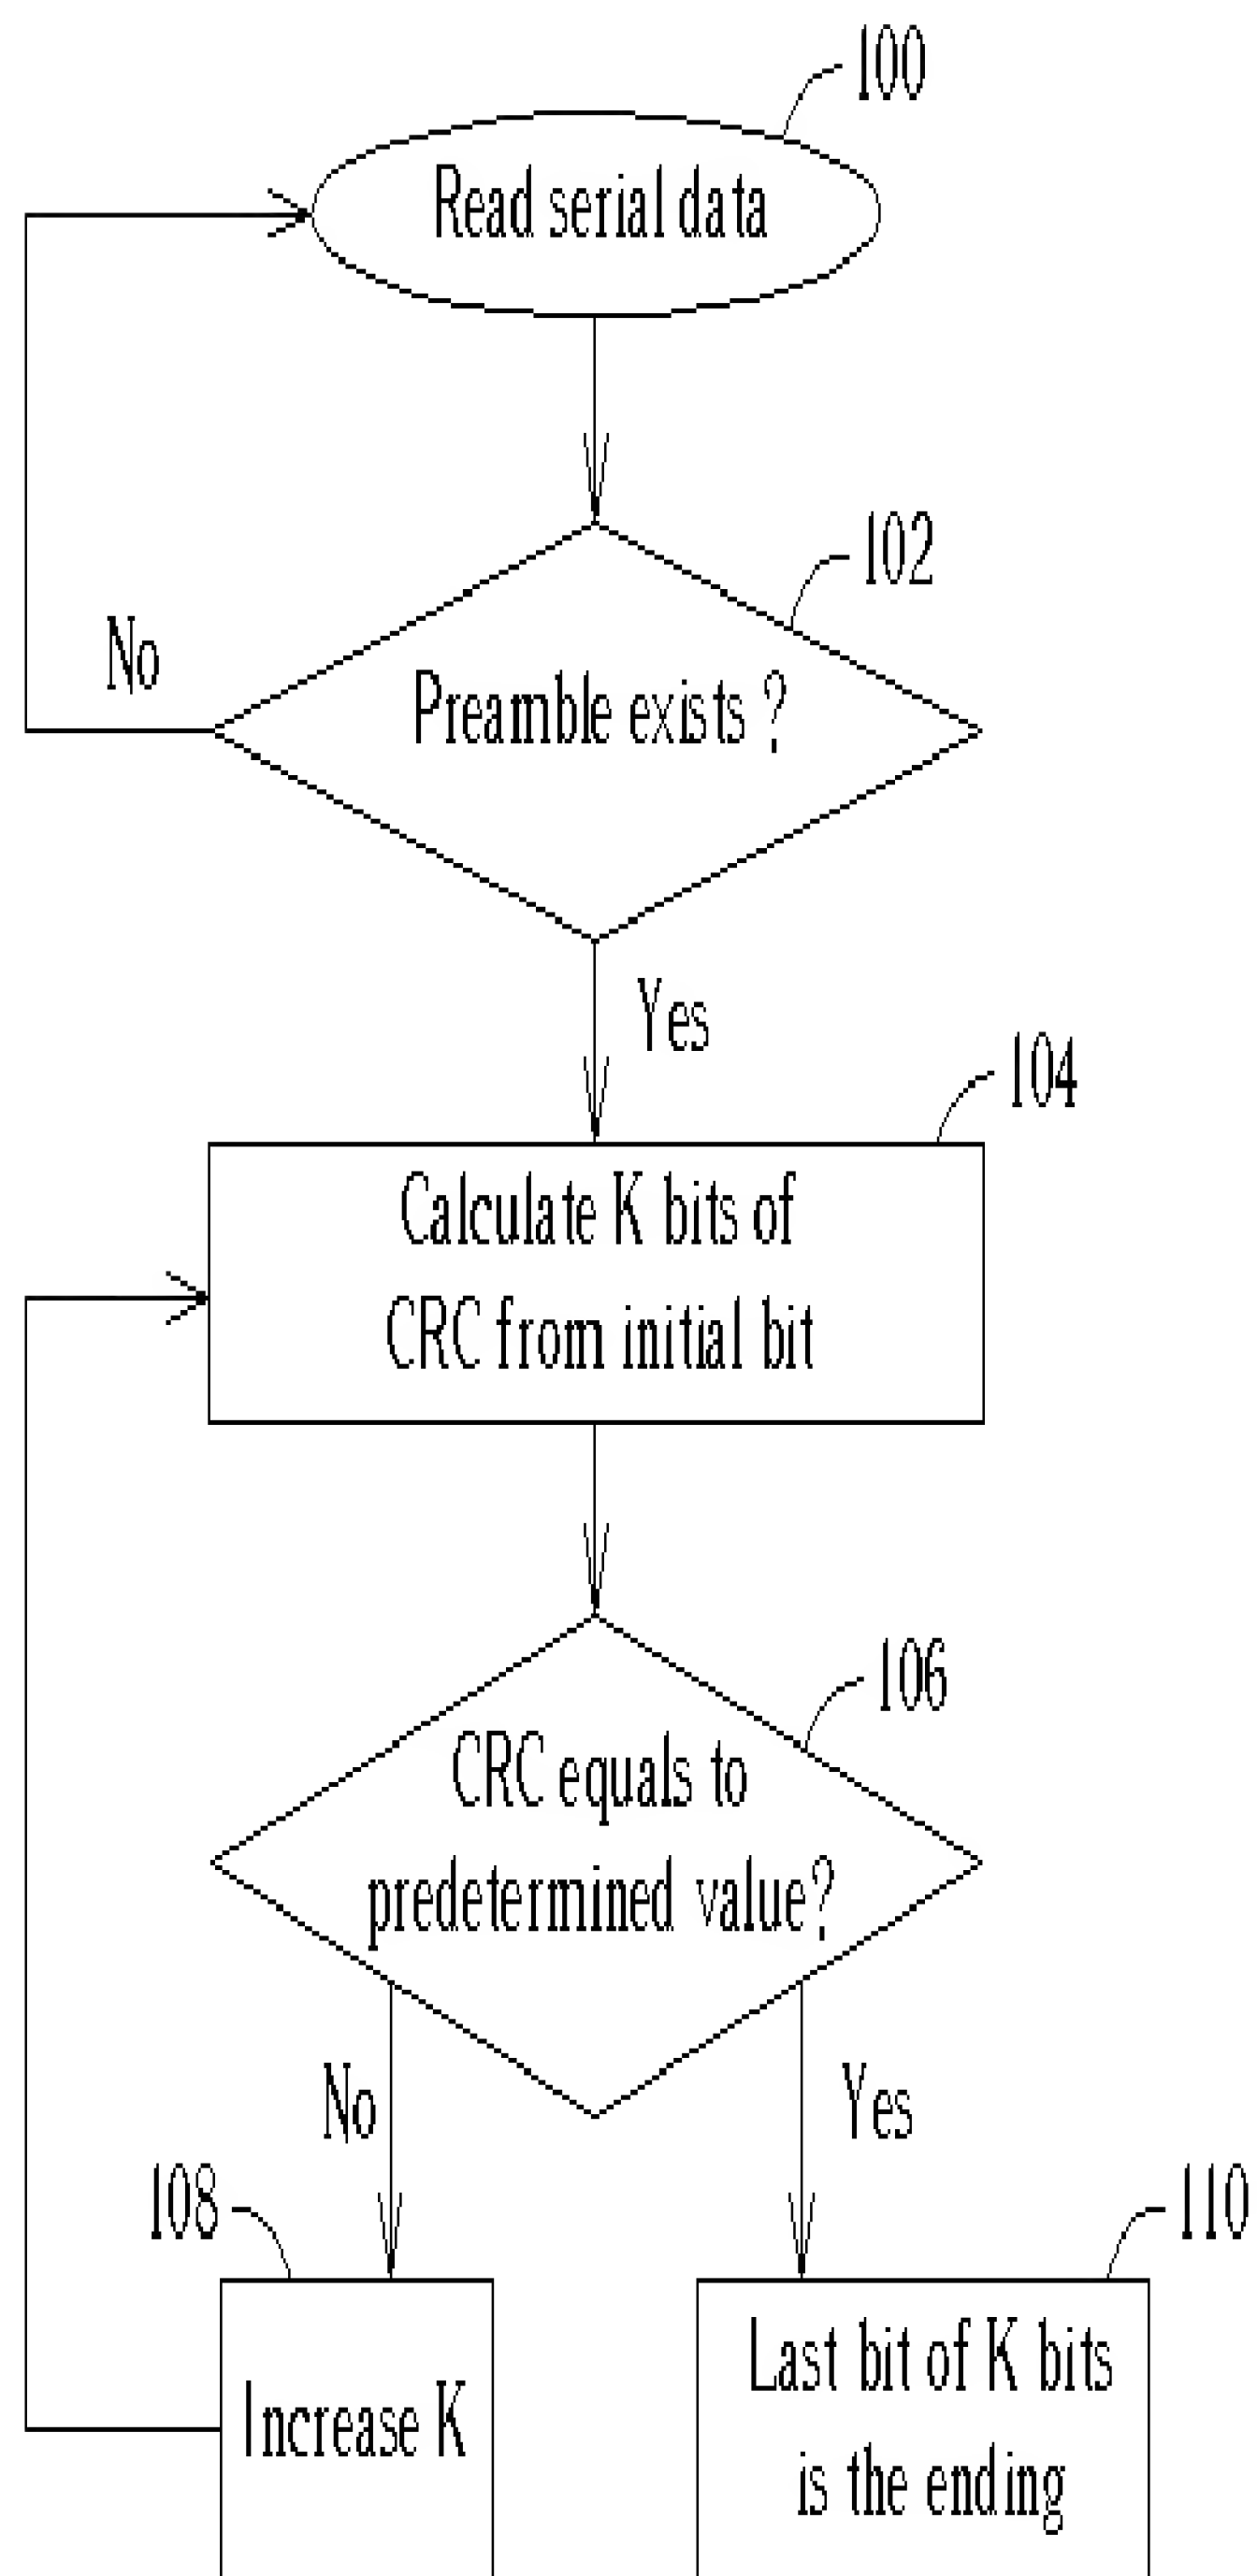 100
Read serial data
102
No
Preamble exists ?
Yes
104
Calculate K bits of
CRC from initial bit
106
CRC equals to
predetermined value?
No
Yes
108
110
Increase K
Last bit of K bits
is the ending